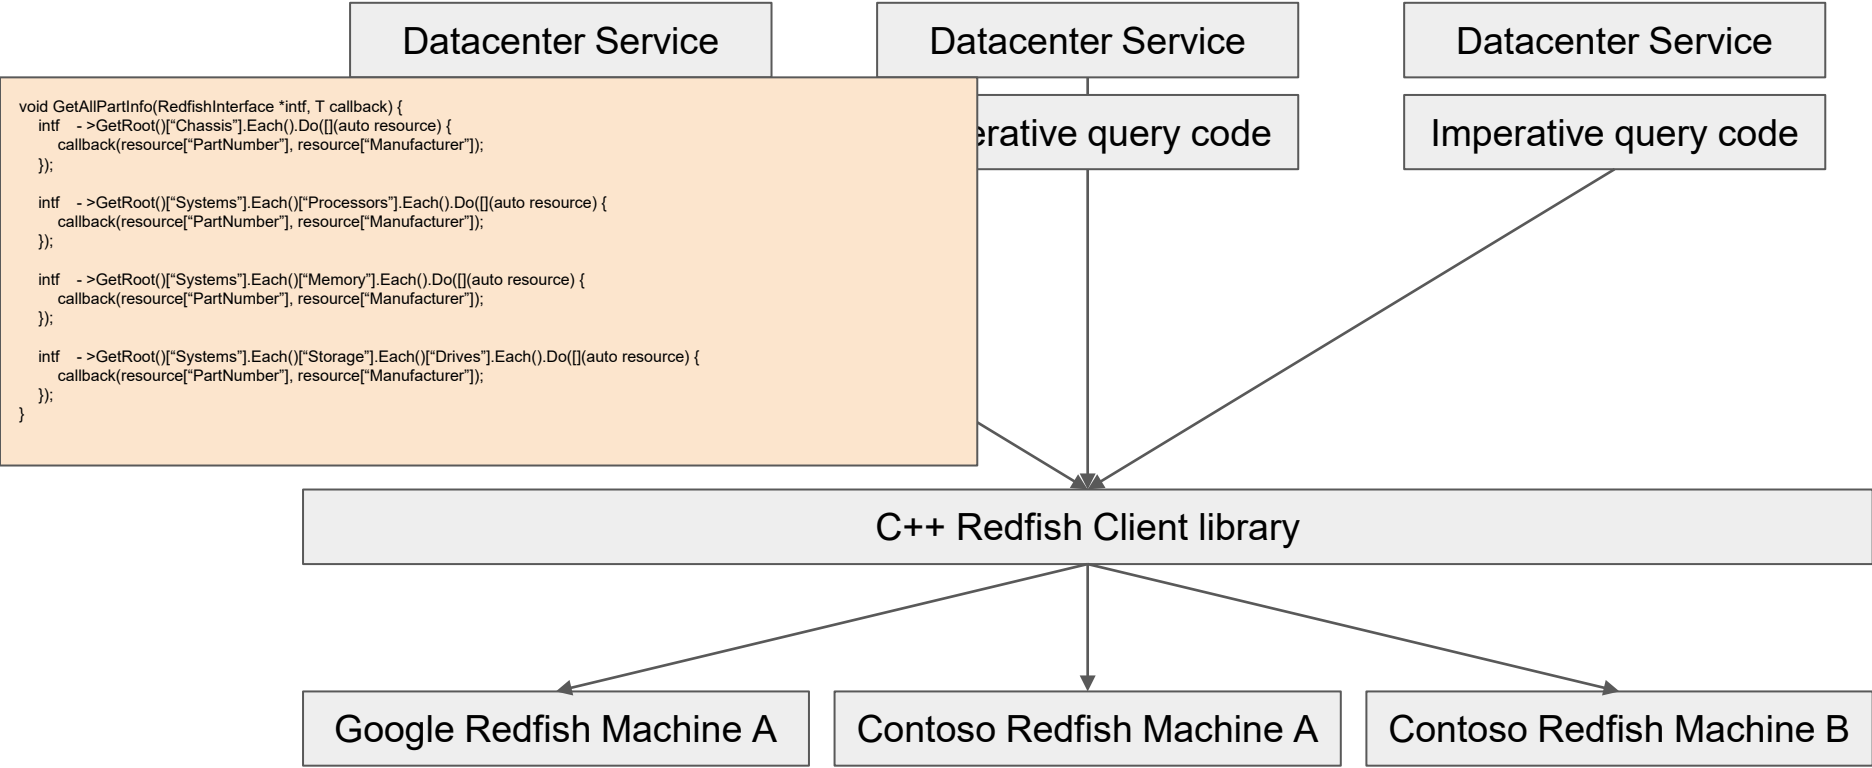 Datacenter Service
Datacenter Service
Datacenter Service
void GetAllPartInfo(RedfishInterface *intf, T callback) {
intf - >GetRoot()[“Chassis”].Each().Do([](auto resource) {
callback(resource[“PartNumber”], resource[“Manufacturer”]);
});
intf - >GetRoot()[“Systems”].Each()[“Processors”].Each().Do([](auto resource) {
callback(resource[“PartNumber”], resource[“Manufacturer”]);
});
intf - >GetRoot()[“Systems”].Each()[“Memory”].Each().Do([](auto resource) {
callback(resource[“PartNumber”], resource[“Manufacturer”]);
});
intf - >GetRoot()[“Systems”].Each()[“Storage”].Each()[“Drives”].Each().Do([](auto resource) {
callback(resource[“PartNumber”], resource[“Manufacturer”]);
});
}
erative query code
Imperative query code
C++ Redfish Client library
Google Redfish Machine A
Contoso Redfish Machine A
Contoso Redfish Machine B